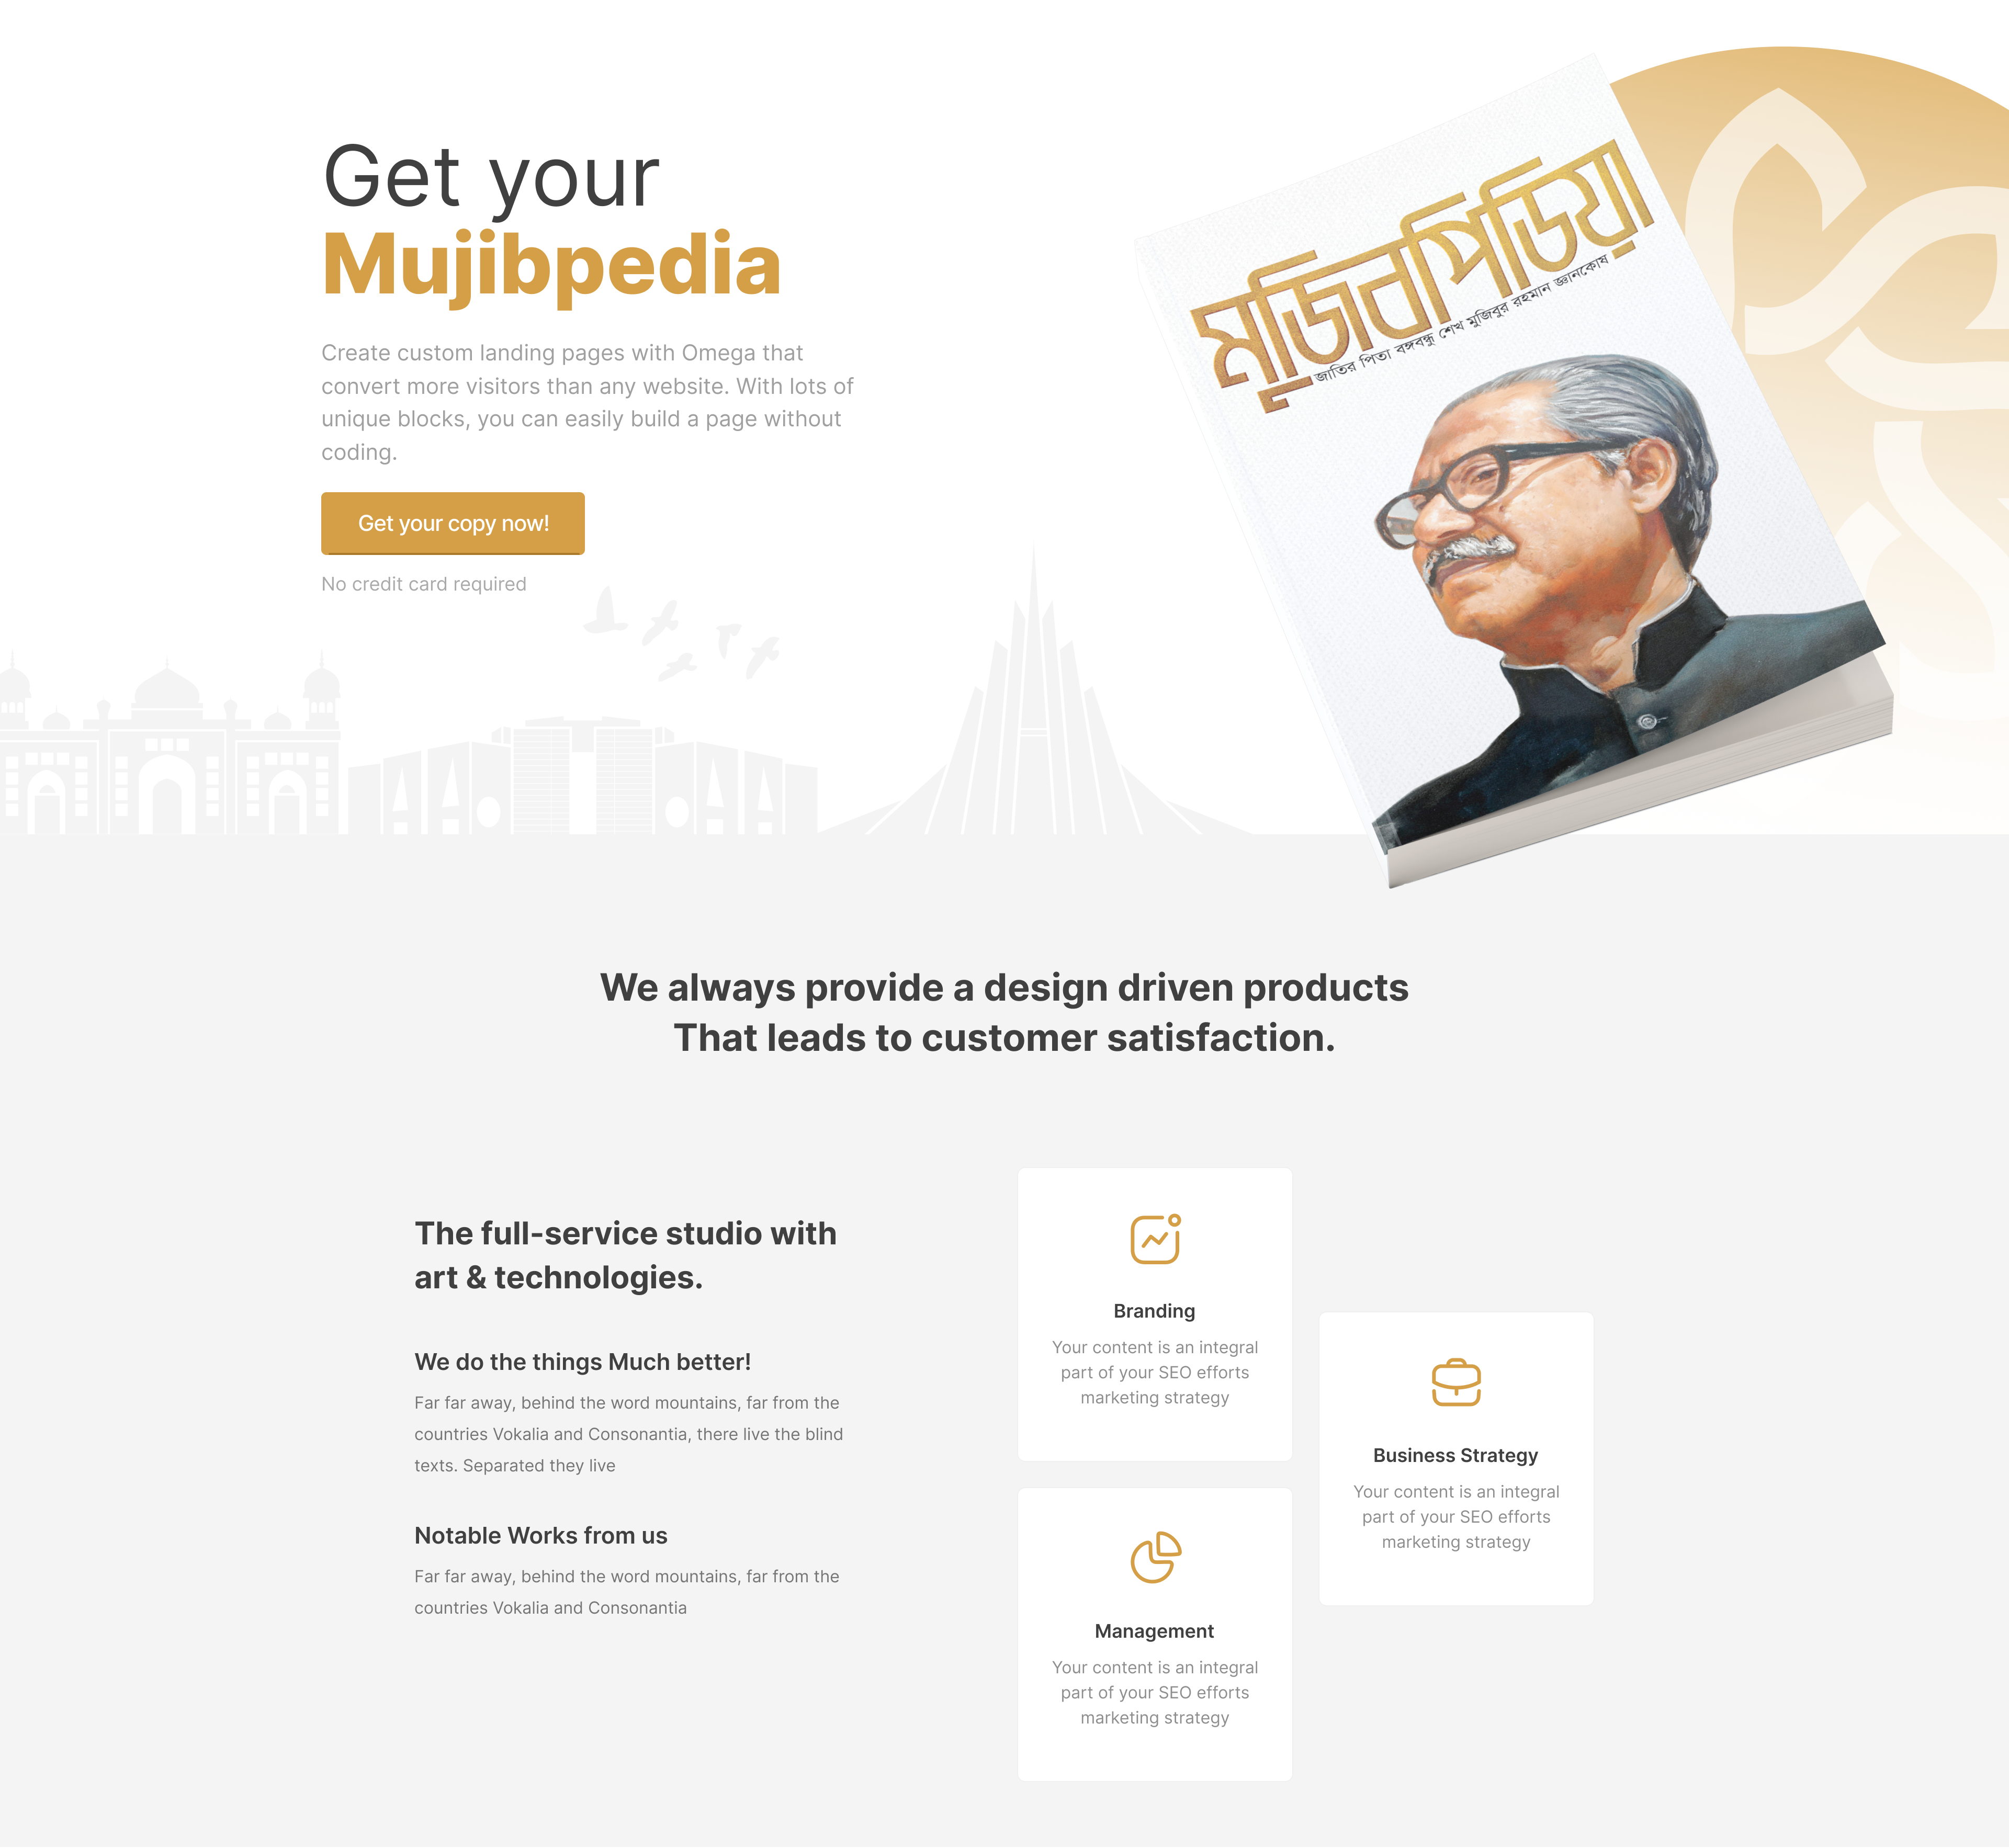 Get your
Mujibpedia
Create custom landing pages with Omega that
convert more visitors than any website. With lots of
unique blocks, you can easily build a page without
coding.
Get your copy now!
No credit card required
মুজিবপিডিয়া
জাতির পিতা বঙ্গবন্ধু শেখ মুজিবুর রহমান জ্ঞানকোষ
We always provide a design driven products
That leads to customer satisfaction.
The full-service studio with
art & technologies.
We do the things Much better!
Far far away, behind the word mountains, far from the
countries Vokalia and Consonantia, there live the blind
texts. Separated they live
Notable Works from us
Far far away, behind the word mountains, far from the
countries Vokalia and Consonantia
Branding
Your content is an integral
part of your SEO efforts
marketing strategy
Business Strategy
Your content is an integral
part of your SEO efforts
marketing strategy
Management
Your content is an integral
part of your SEO efforts
marketing strategy